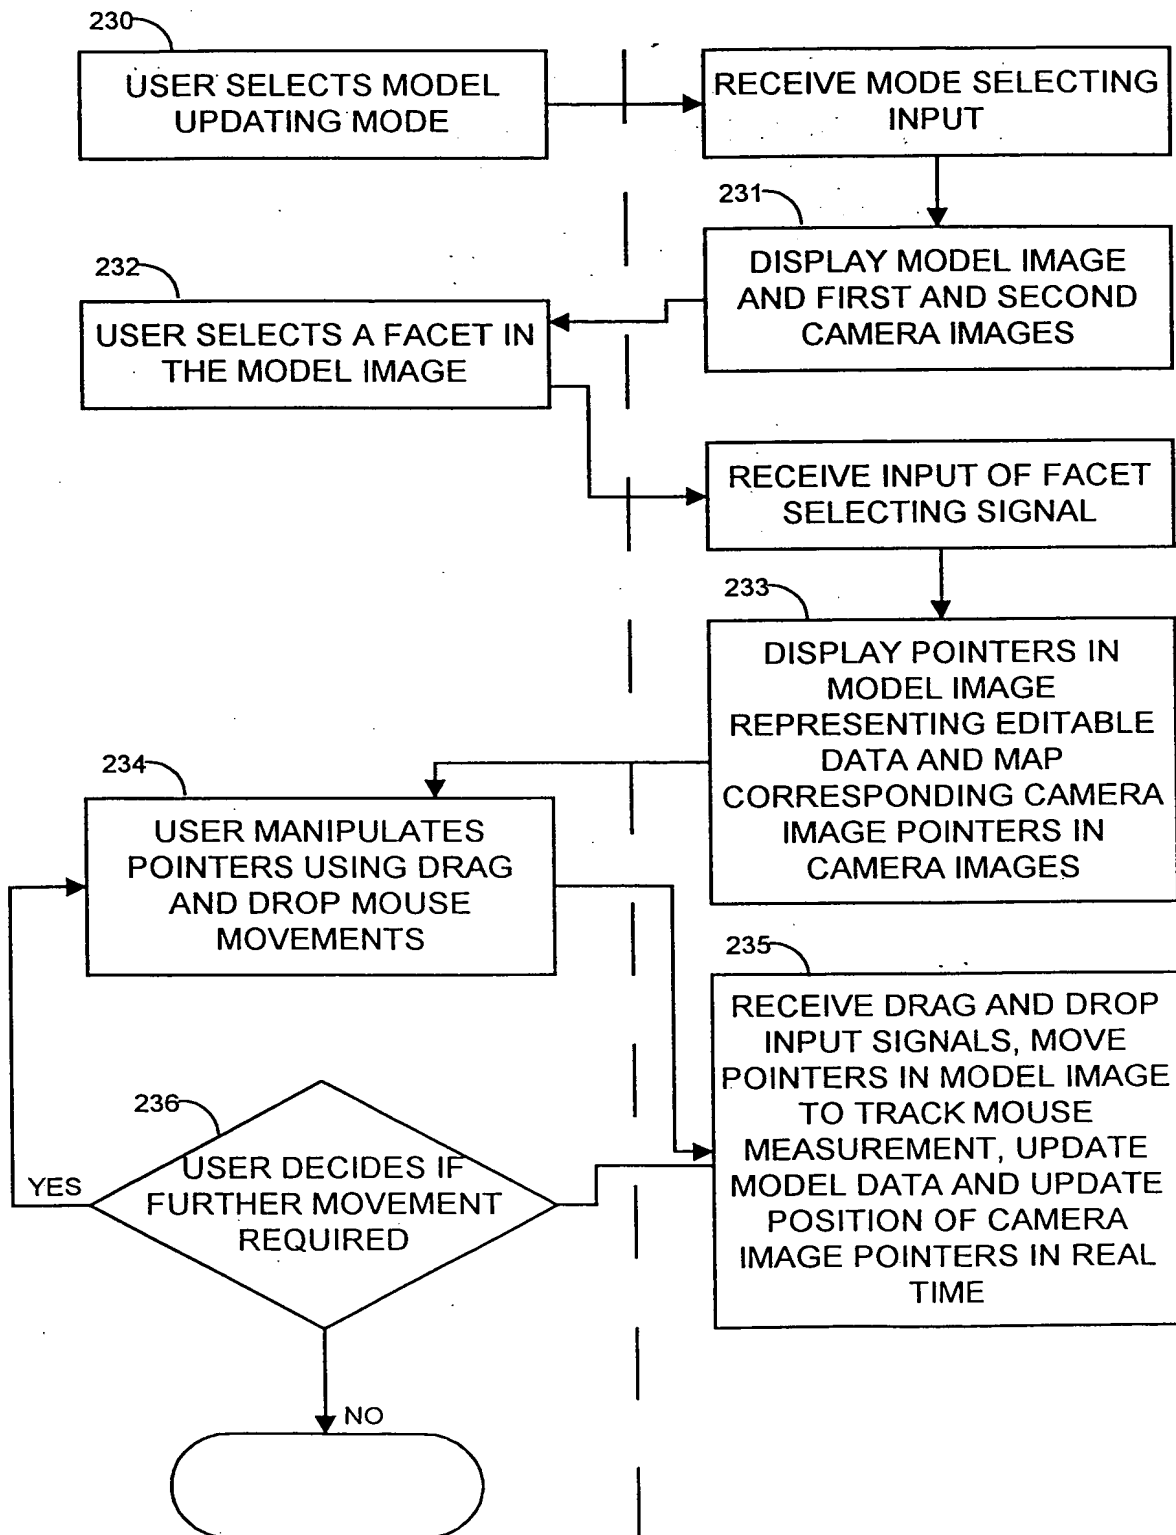 230
USER SELECTS MODEL
UPDATING MODE
RECEIVE MODE SELECTING
INPUT
231
DISPLAY MODEL IMAGE
AND FIRST AND SECOND
CAMERA IMAGES
232
USER SELECTS A FACET IN
THE MODEL IMAGE
RECEIVE INPUT OF FACET
SELECTING SIGNAL
233
DISPLAY POINTERS IN
MODEL IMAGE
REPRESENTING EDITABLE
DATA AND MAP
CORRESPONDING CAMERA
IMAGE POINTERS IN
CAMERA IMAGES
234
USER MANIPULATES
POINTERS USING DRAG
AND DROP MOUSE
MOVEMENTS
235
RECEIVE DRAG AND DROP
INPUT SIGNALS, MOVE
POINTERS IN MODEL IMAGE
TO TRACK MOUSE
MEASUREMENT, UPDATE
MODEL DATA AND UPDATE
POSITION OF CAMERA
IMAGE POINTERS IN REAL
TIME
236
USER DECIDES IF
FURTHER MOVEMENT
REQUIRED
YES
NO